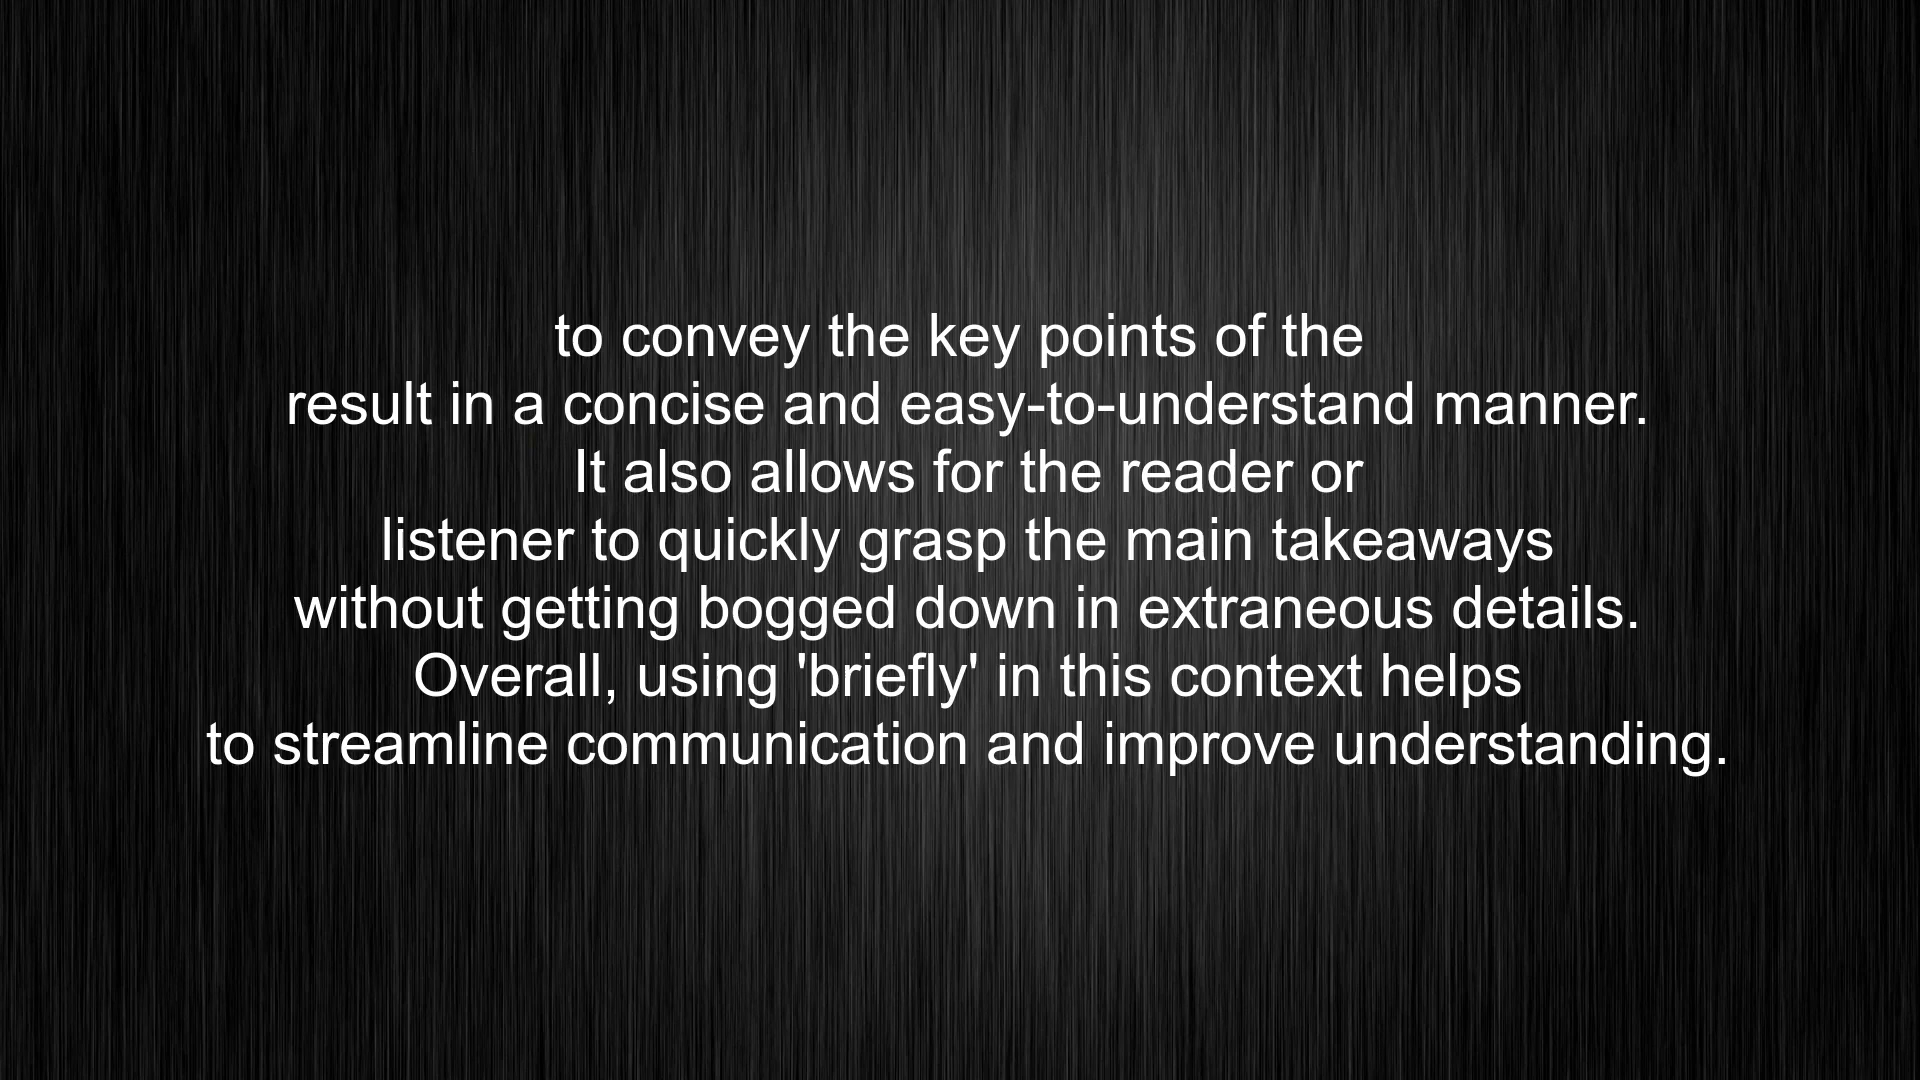 to convey the key points of the
result in a concise and easy-to-understand manner.
It also allows for the reader or
listener to quickly grasp the main takeaways
without getting bogged down in extraneous details.
Overall, using 'briefly' in this context helps
to streamline communication and improve understanding.